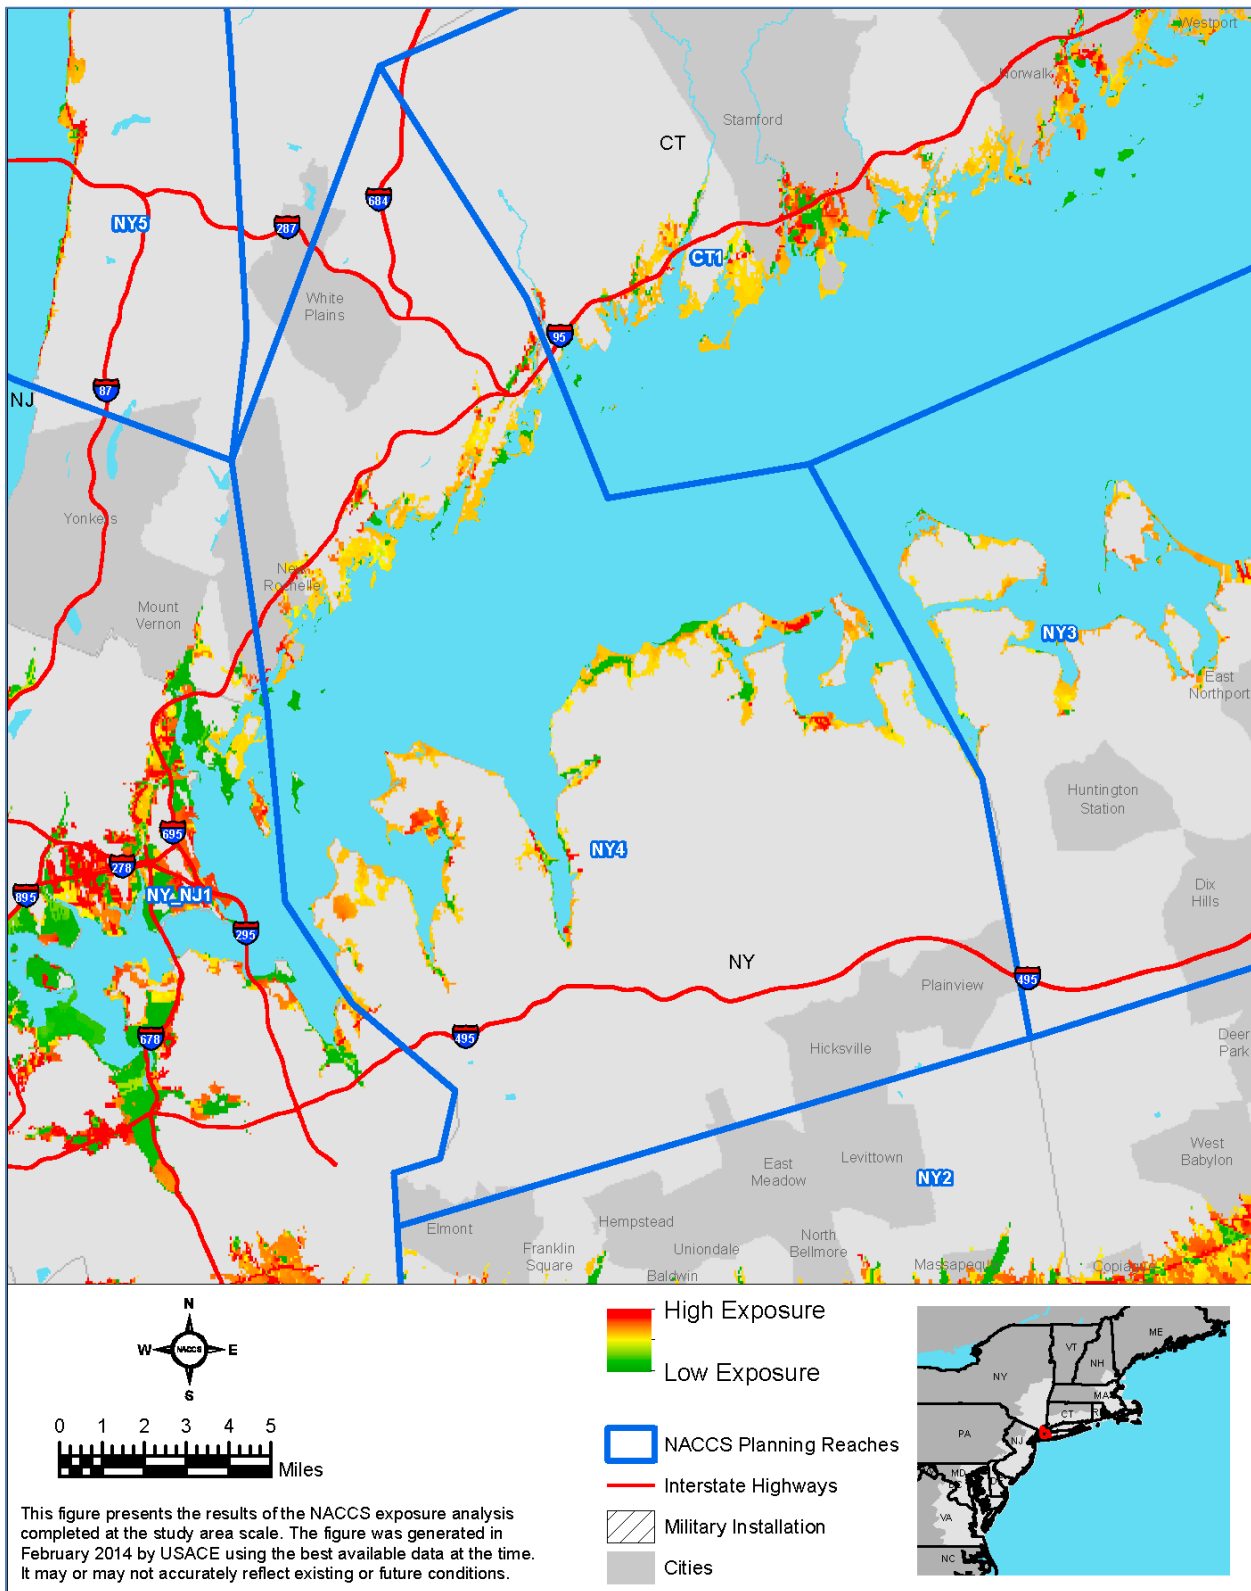 Westport
Norwalk
Stamford
CT
684
NY5
287
CT1
White
Plains
95
87
NJ
Yonkers
New
Rochelle
Mount
Vernon
NY3
East
Northport
Huntington
Station
695
NY4
278
Dix
Hills
895
NY_NJ1
295
NY
Plainview
495
678
495
Hicksville
Deer
Park
West
Babylon
Levittown
East
Meadow
NY2
Elmont
Hempstead
Franklin
Square
Uniondale
North
Bellmore
Baldwin
Massapequ
Copiague
N
W
NACCS
E
S
0 1 2 3 4 5
Miles
This figure presents the results of the NACCS exposure analysis
completed at the study area scale. The figure was generated in
February 2014 by USACE using the best available data at the time.
It may or may not accurately reflect existing or future conditions.
High Exposure
Low Exposure
NACCS Planning Reaches
Interstate Highways
Military Installation
Cities
ME
VT
NH
NY
MA
CT
PA
NJ
MD
VA
NC